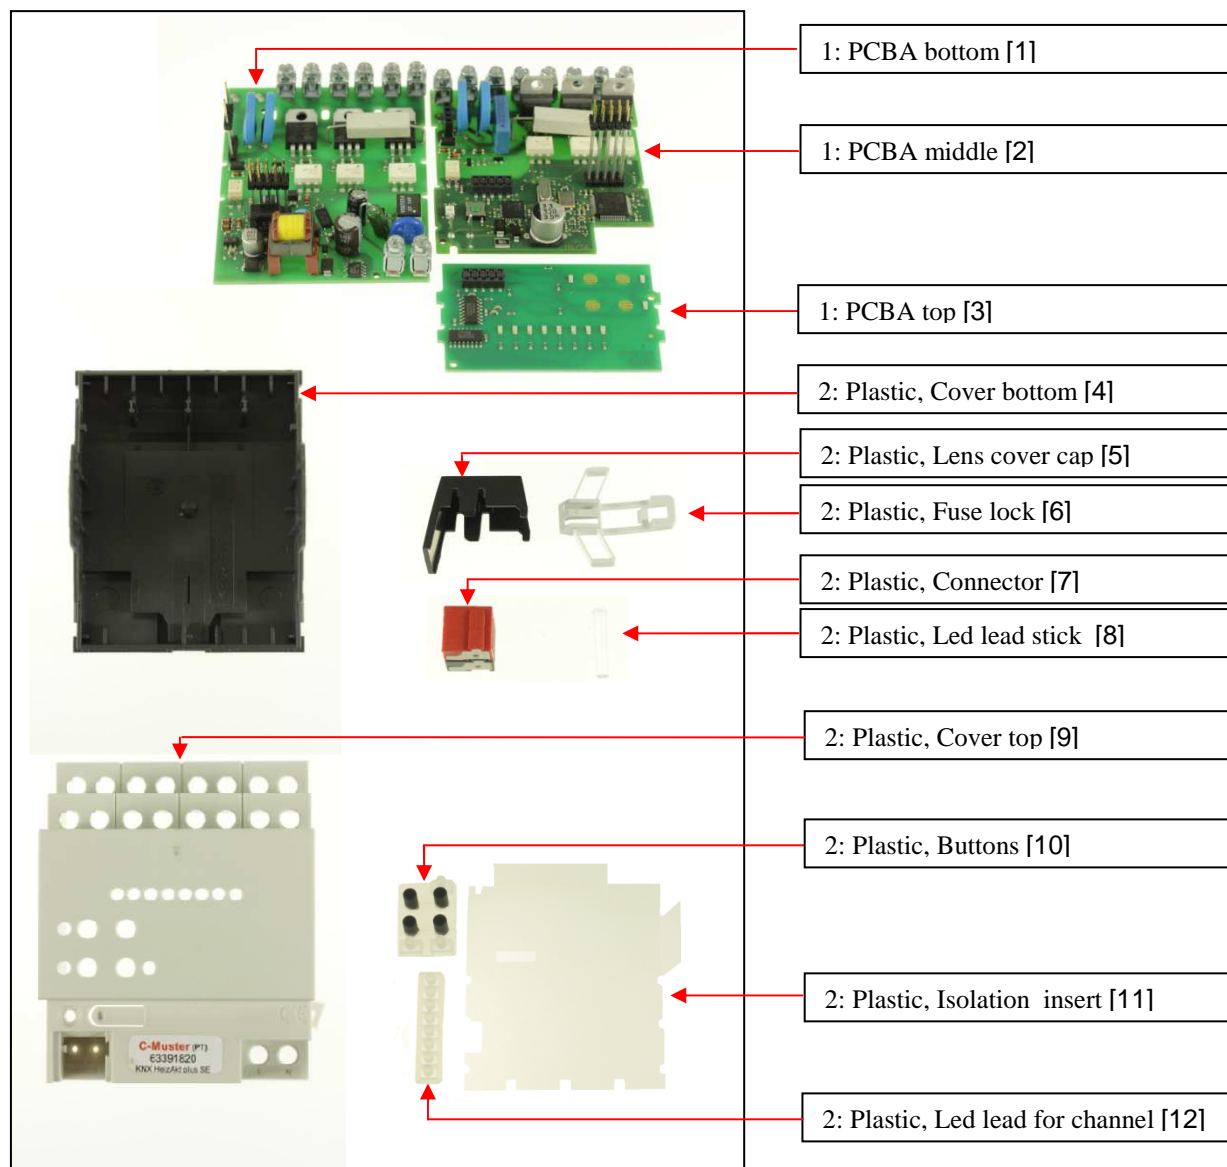 1: PCBA bottom [1]
1: PCBA middle [2]
1: PCBA top [3]
2: Plastic, Cover bottom [4]
2: Plastic, Lens cover cap [5]
2: Plastic, Fuse lock [6]
2: Plastic, Connector [7]
2: Plastic, Led lead stick [8]
2: Plastic, Cover top [9]
2: Plastic, Buttons [10]
2: Plastic, Isolation insert [11]
2: Plastic, Led lead for channel [12]
C-Muster (PT)
63391820
KNX HeizAkt plus SE
L N